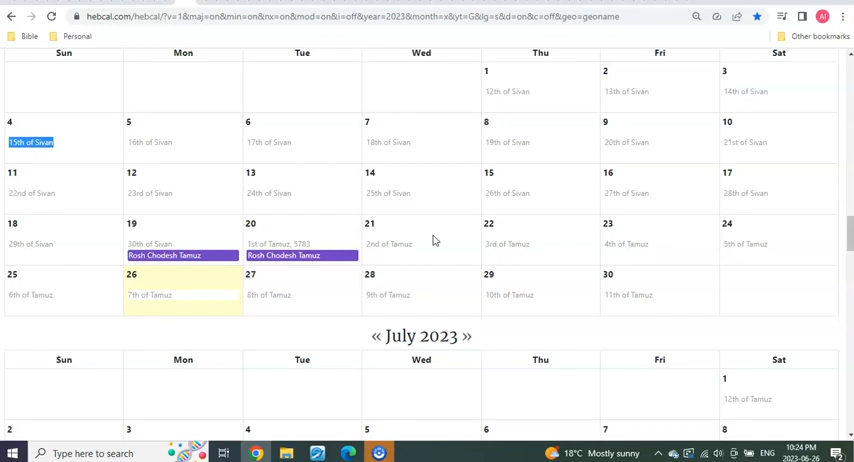 hebcal.com/hebcal/?v=1&maj=on&min=on&nx=on&mod=on&i=off&year=2023&month=x&yt=G&lg=s&d=on&c=off&geo=geoname
AI
Bible Personal Other bookmarks
Sun Mon Tue Wed Thu Fri Sat
1 2 3
12th of Sivan 13th of Sivan 14th of Sivan
4 5 6 7 8 9 10
15th of Sivan 16th of Sivan 17th of Sivan 18th of Sivan 19th of Sivan 20th of Sivan 21st of Sivan
11 12 13 14 15 16 17
22nd of Sivan 23rd of Sivan 24th of Sivan 25th of Sivan 26th of Sivan 27th of Sivan 28th of Sivan
18 19 20 21 22 23 24
29th of Sivan 30th of Sivan 1st of Tamuz, 5783 2nd of Tamuz 3rd of Tamuz 4th of Tamuz 5th of Tamuz
Rosh Chodesh Tamuz Rosh Chodesh Tamuz
25 26 27 28 29 30
6th of Tamuz 7th of Tamuz 8th of Tamuz 9th of Tamuz 10th of Tamuz 11th of Tamuz
« July 2023 »
Sun Mon Tue Wed Thu Fri Sat
1
12th of Tamuz
2 3 4 5 6 7 8
Type here to search 18°C Mostly sunny ENG 10:24 PM
2023-06-26 2